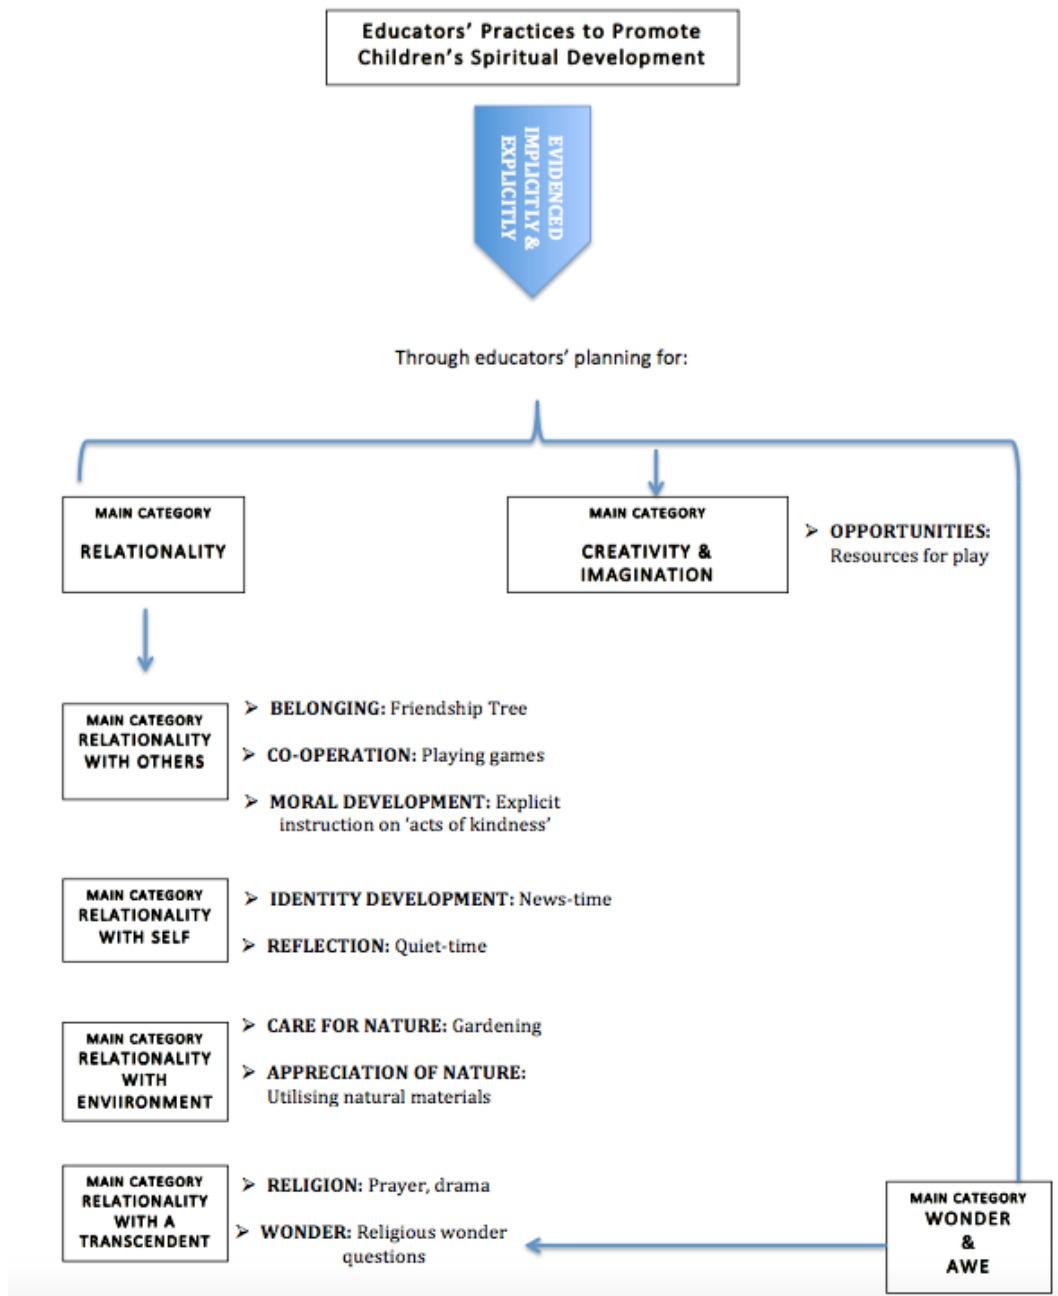 Educators’ Practices to Promote
Children’s Spiritual Development
EVIDENCED
IMPLICITLY &
EXPLICITLY
Through educators’ planning for:
MAIN CATEGORY
RELATIONALITY
MAIN CATEGORY
CREATIVITY &
IMAGINATION
➢ OPPORTUNITIES:
Resources for play
MAIN CATEGORY
RELATIONALITY
WITH OTHERS
➢ BELONGING: Friendship Tree
➢ CO-OPERATION: Playing games
➢ MORAL DEVELOPMENT: Explicit
instruction on ‘acts of kindness’
MAIN CATEGORY
RELATIONALITY
WITH SELF
➢ IDENTITY DEVELOPMENT: News-time
➢ REFLECTION: Quiet-time
MAIN CATEGORY
RELATIONALITY
WITH
ENVIIRONMENT
➢ CARE FOR NATURE: Gardening
➢ APPRECIATION OF NATURE:
Utilising natural materials
MAIN CATEGORY
RELATIONALITY
WITH A
TRANSCENDENT
➢ RELIGION: Prayer, drama
➢ WONDER: Religious wonder
questions
MAIN CATEGORY
WONDER
&
AWE